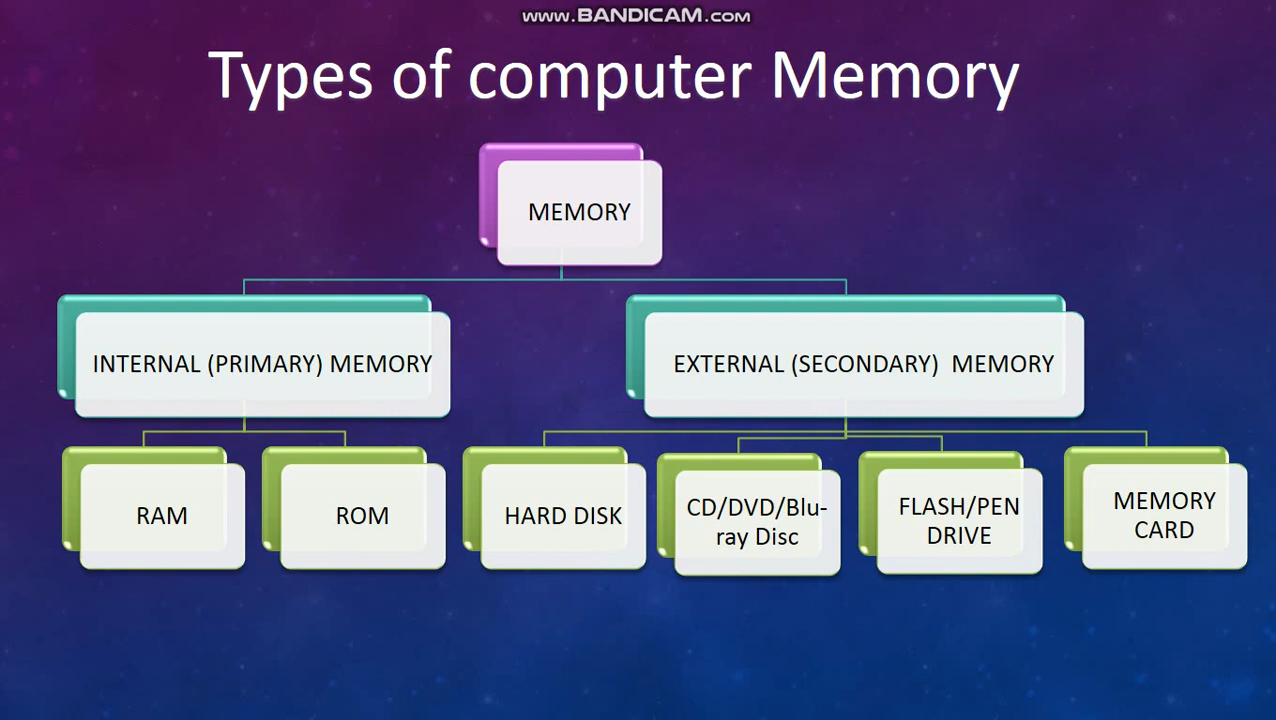 www.BANDICAM.com
Types of computer Memory
MEMORY
INTERNAL (PRIMARY) MEMORY
EXTERNAL (SECONDARY)  MEMORY
RAM
ROM
HARD DISK
CD/DVD/Blu-
ray Disc
FLASH/PEN
DRIVE
MEMORY
CARD